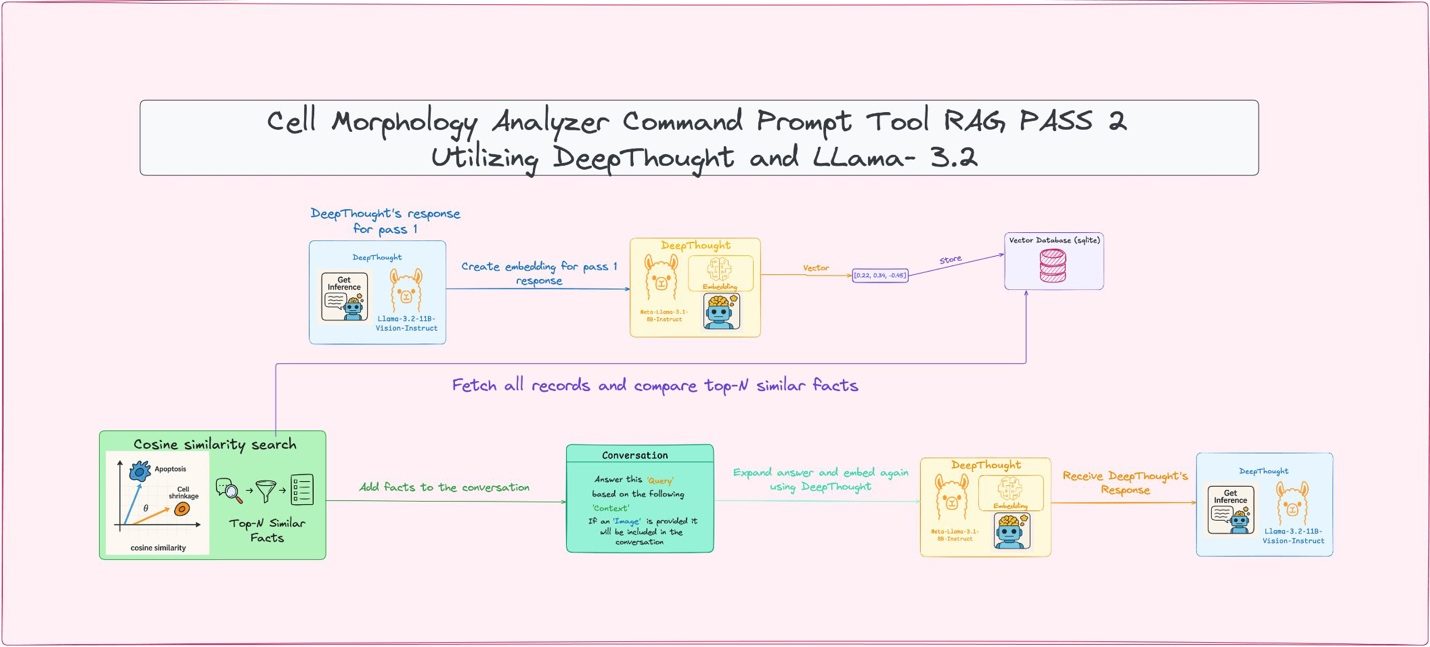 Cell Morphology Analyzer Command Prompt Tool RAG PASS 2
Utilizing DeepThought and LLama- 3.2
DeepThought's response
for pass 1
DeepThought
Get
Inference
Llama-3.2-11B-
Vision-Instruct
Create embedding for pass 1
response
DeepThought
Embedding
Meta-Llama-3.1-
8B-Instruct
Vector
[0.22, 0.34, -0.45]
Store
Vector Database (sqlite)
Fetch all records and compare top-N similar facts
Cosine similarity search
Apoptosis
Cell
shrinkage
θ
cosine similarity
Top-N Similar
Facts
Add facts to the conversation
Conversation
Answer this 'Query'
based on the following
'Context'
If an 'Image' is provided it
will be included in the
conversation
Expand answer and embed again
using DeepThought
DeepThought
Embedding
Meta-Llama-3.1-
8B-Instruct
Receive DeepThought's
Response
DeepThought
Get
Inference
Llama-3.2-11B-
Vision-Instruct